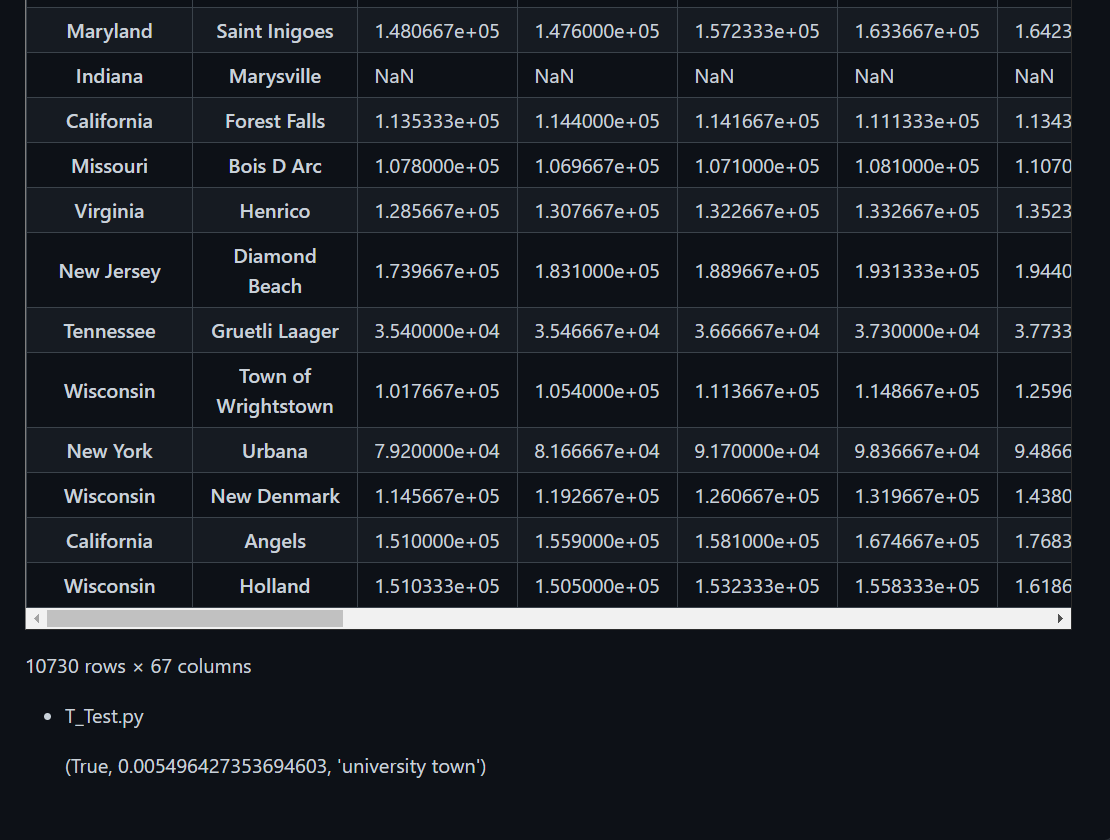 Maryland Saint Inigoes 1.480667e+05 1.476000e+05 1.572333e+05 1.633667e+05 1.6423
Indiana Marysville NaN NaN NaN NaN NaN
California Forest Falls 1.135333e+05 1.144000e+05 1.141667e+05 1.111333e+05 1.1343
Missouri Bois D Arc 1.078000e+05 1.069667e+05 1.071000e+05 1.081000e+05 1.1070
Virginia Henrico 1.285667e+05 1.307667e+05 1.322667e+05 1.332667e+05 1.3523
New Jersey Diamond Beach 1.739667e+05 1.831000e+05 1.889667e+05 1.931333e+05 1.9440
Tennessee Gruetli Laager 3.540000e+04 3.546667e+04 3.666667e+04 3.730000e+04 3.7733
Wisconsin Town of Wrightstown 1.017667e+05 1.054000e+05 1.113667e+05 1.148667e+05 1.2596
New York Urbana 7.920000e+04 8.166667e+04 9.170000e+04 9.836667e+04 9.4866
Wisconsin New Denmark 1.145667e+05 1.192667e+05 1.260667e+05 1.319667e+05 1.4380
California Angels 1.510000e+05 1.559000e+05 1.581000e+05 1.674667e+05 1.7683
Wisconsin Holland 1.510333e+05 1.505000e+05 1.532333e+05 1.558333e+05 1.6186
10730 rows × 67 columns
• T_Test.py
(True, 0.005496427353694603, 'university town')